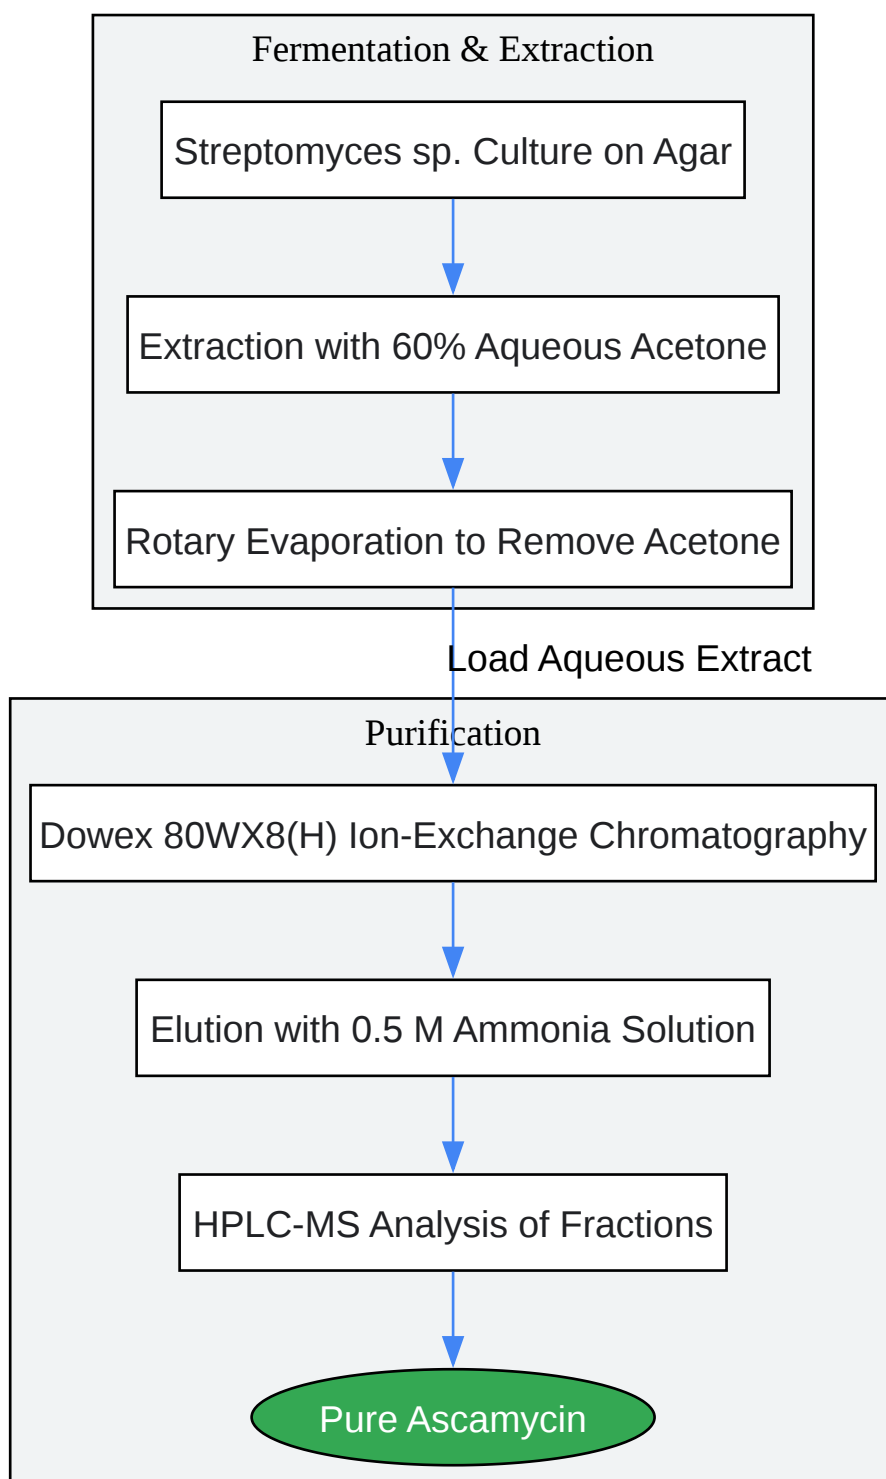 Fermentation & Extraction
Streptomyces sp. Culture on Agar
Extraction with 60% Aqueous Acetone
Rotary Evaporation to Remove Acetone
Load Aqueous Extract
Purification
Dowex 80WX8(H) Ion-Exchange Chromatography
Elution with 0.5 M Ammonia Solution
HPLC-MS Analysis of Fractions
Pure Ascamycin